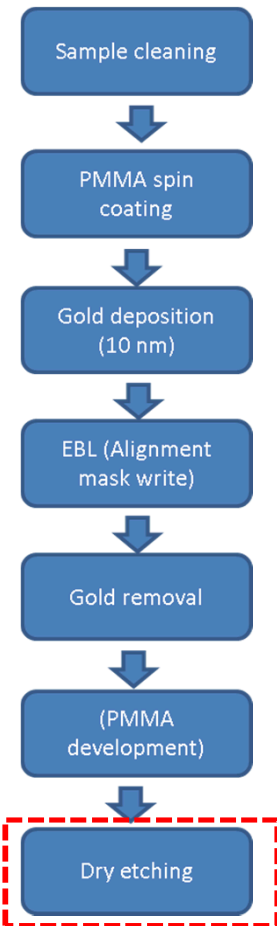 Sample cleaning
PMMA spin
coating
Gold deposition
(10 nm)
EBL (Alignment
mask write)
Gold removal
(PMMA
development)
Dry etching